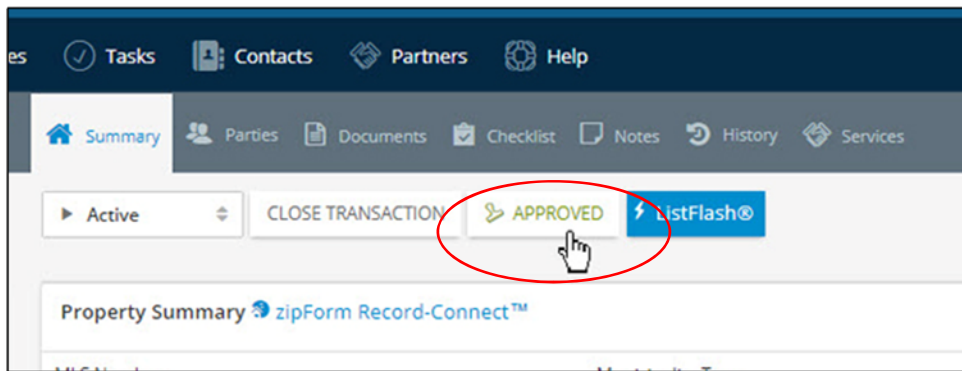 es Tasks Contacts Partners Help
Summary Parties Documents Checklist Notes History Services
Active CLOSE TRANSACTION APPROVED ListFlash®
Property Summary zipForm Record-Connect™